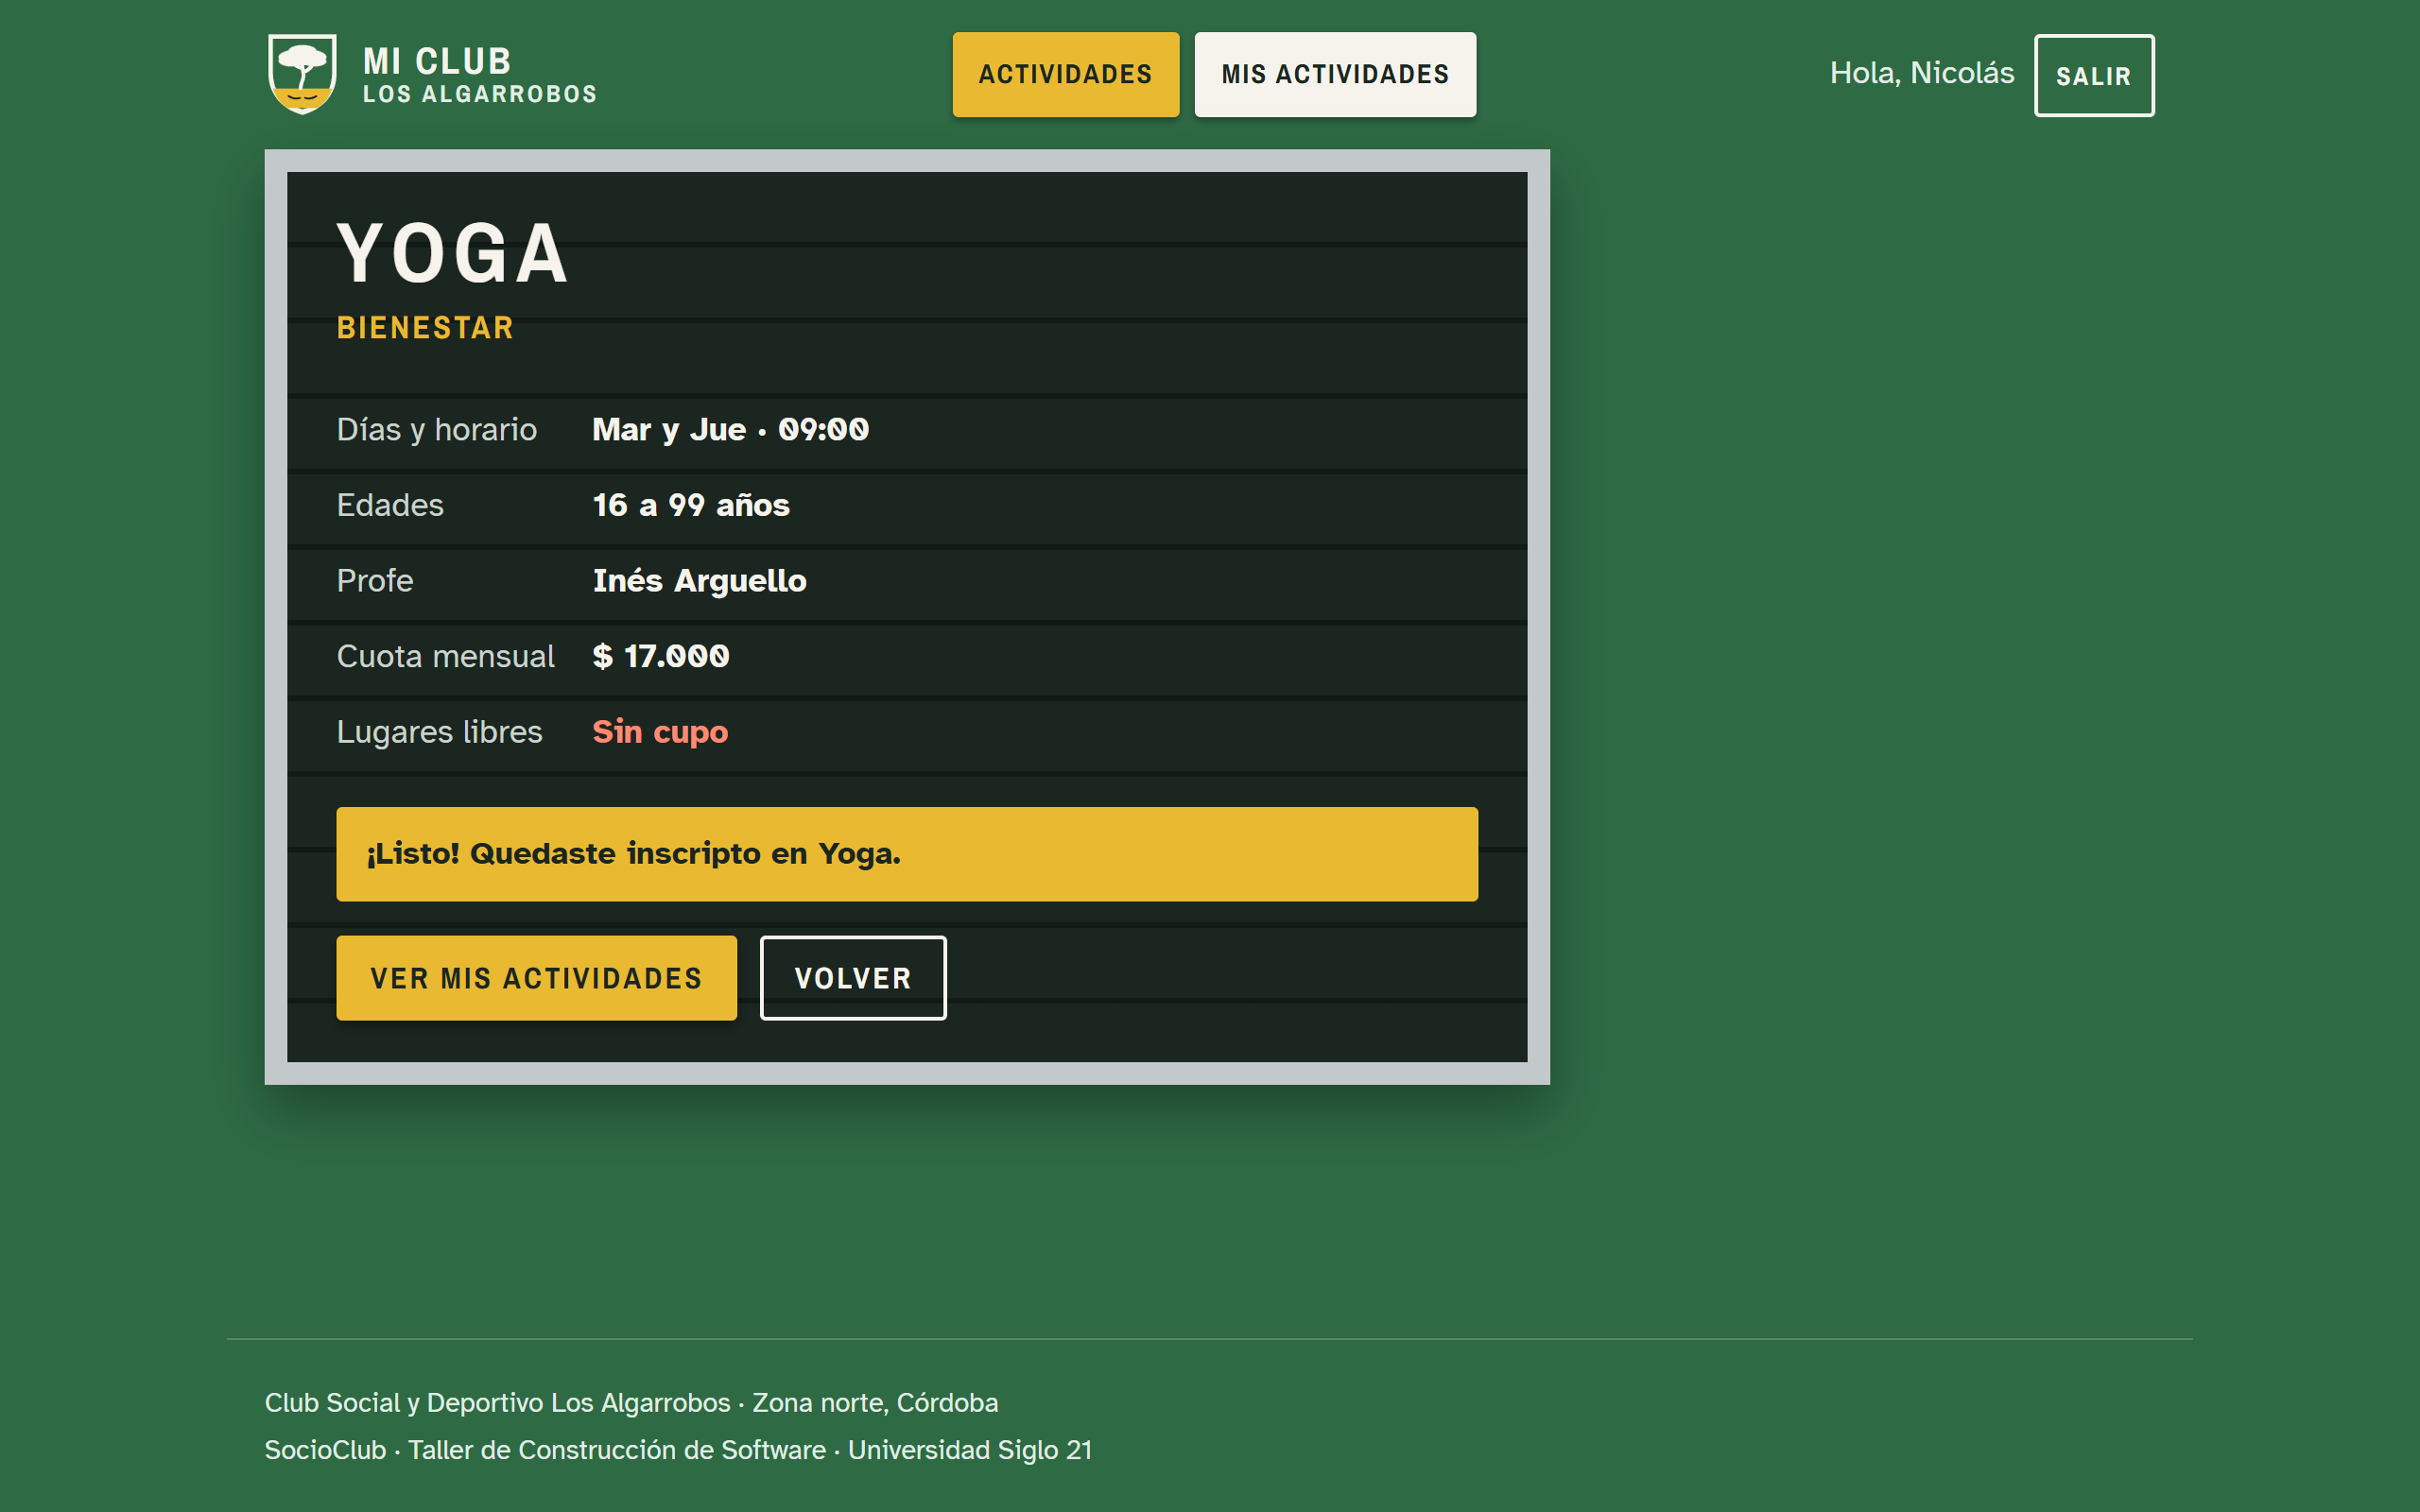 MI CLUB
LOS ALGARROBOS
ACTIVIDADES
MIS ACTIVIDADES
Hola, Nicolás
SALIR
YOGA
BIENESTAR
Días y horario Mar y Jue · 09:00
Edades 16 a 99 años
Profe Inés Arguello
Cuota mensual $ 17.000
Lugares libres Sin cupo
¡Listo! Quedaste inscripto en Yoga.
VER MIS ACTIVIDADES
VOLVER
Club Social y Deportivo Los Algarrobos · Zona norte, Córdoba
SocioClub · Taller de Construcción de Software · Universidad Siglo 21